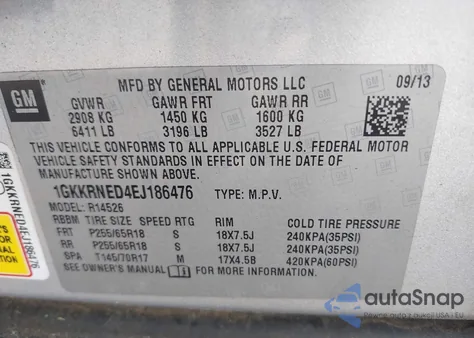 GM
MFD BY GENERAL MOTORS LLC
09/13
GVWR GAWR FRT GAWR RR
2908 KG 1450 KG 1600 KG
6411 LB 3196 LB 3527 LB
THIS VEHICLE CONFORMS TO ALL APPLICABLE U.S. FEDERAL MOTOR
VEHICLE SAFETY STANDARDS IN EFFECT ON THE DATE OF
MANUFACTURE SHOWN ABOVE.
1GKKRNED4EJ186476 TYPE: M.P.V.
MODEL: R14526
RBBM TIRE SIZE SPEED RTG RIM COLD TIRE PRESSURE
FRT P255/65R18 S 18X7.5J 240KPA(35PSI)
RR P255/65R18 S 18X7.5J 240KPA(35PSI)
SPA T145/70R17 M 17X4.5B 420KPA(60PSI)
SEE OWNER'S MANUAL FOR MORE INFORMATION.
GM
1GKKRNED4EJ186476
autoSnap